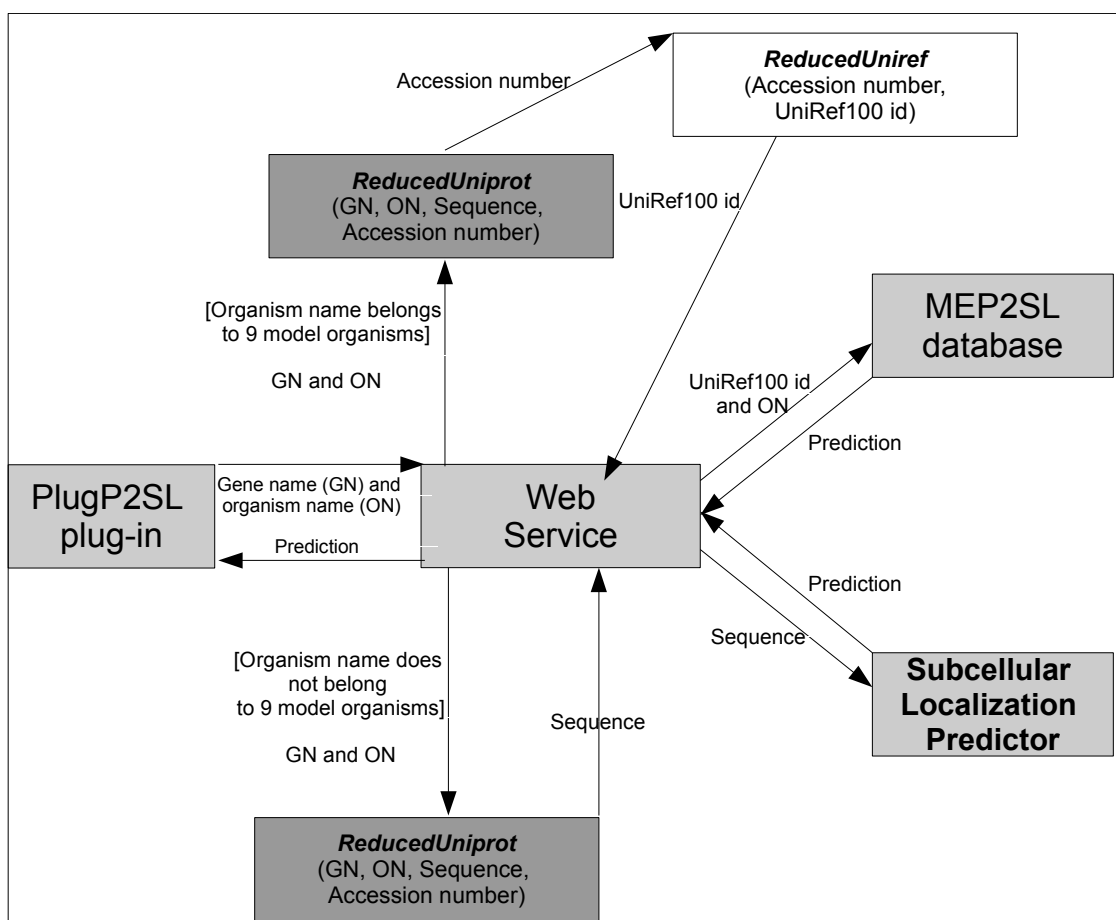 ReducedUniref
(Accession number,
UniRef100 id)
Accession number
ReducedUniprot
(GN, ON, Sequence,
Accession number)
UniRef100 id
[Organism name belongs
to 9 model organisms]
GN and ON
MEP2SL
database
UniRef100 id
and ON
Prediction
PlugP2SL
plug-in
Gene name (GN) and
organism name (ON)
Prediction
Web
Service
Prediction
Sequence
Subcellular
Localization
Predictor
[Organism name does
not belong
to 9 model organisms]
GN and ON
Sequence
ReducedUniprot
(GN, ON, Sequence,
Accession number)